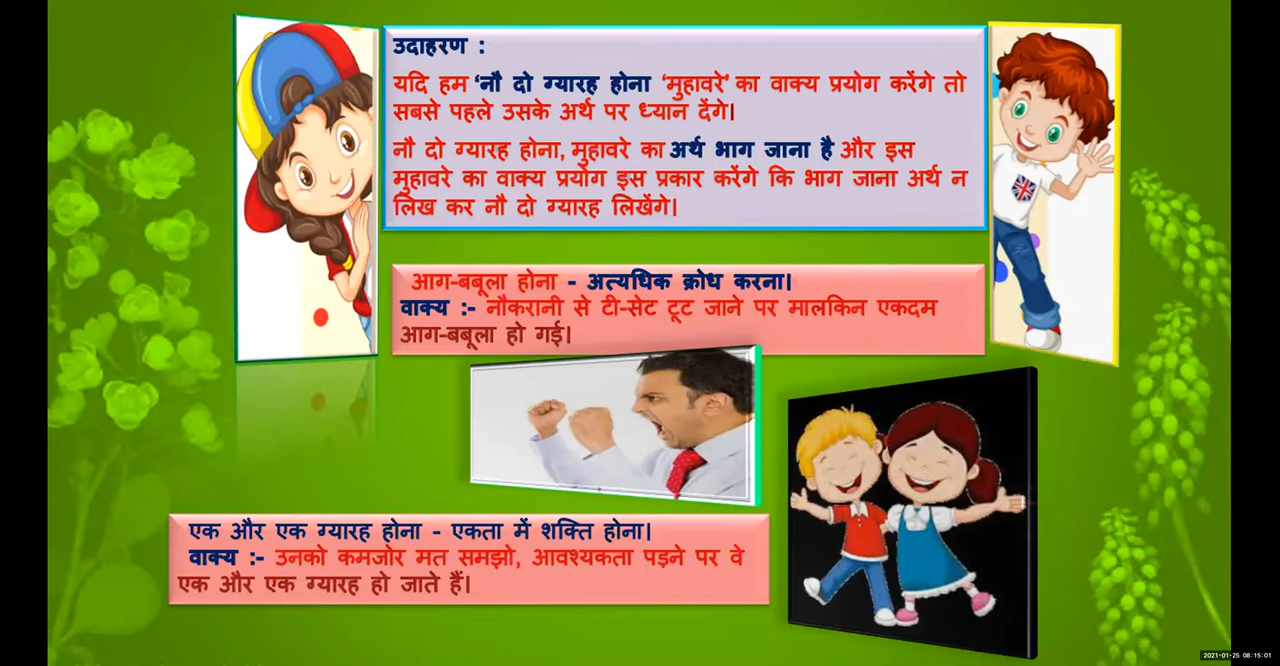 उदाहरण :
यदि हम ‘नौ दो ग्यारह होना ‘मुहावरे’ का वाक्य प्रयोग करेंगे तो
सबसे पहले उसके अर्थ पर ध्यान देंगे।
नौ दो ग्यारह होना, मुहावरे का अर्थ भाग जाना है और इस
मुहावरे का वाक्य प्रयोग इस प्रकार करेंगे कि भाग जाना अर्थ न
लिख कर नौ दो ग्यारह लिखेंगे।
आग-बबूला होना - अत्यधिक क्रोध करना।
वाक्य :- नौकरानी से टी-सेट टूट जाने पर मालकिन एकदम
आग-बबूला हो गई।
एक और एक ग्यारह होना - एकता में शक्ति होना।
वाक्य :- उनको कमजोर मत समझो, आवश्यकता पड़ने पर वे
एक और एक ग्यारह हो जाते हैं।
2021-01-25 08:15:01